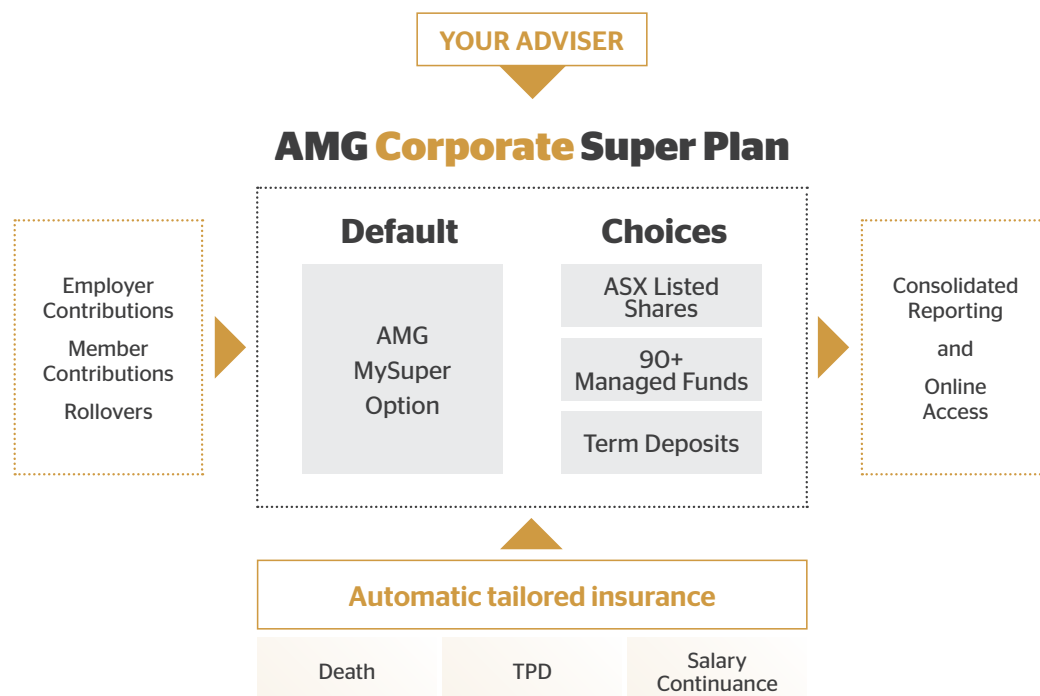 YOUR ADVISER
AMG Corporate Super Plan
Employer
Contributions
Member
Contributions
Rollovers
Default
AMG
MySuper
Option
Choices
ASX Listed
Shares
90+
Managed Funds
Term Deposits
Consolidated
Reporting
and
Online
Access
Automatic tailored insurance
Death
TPD
Salary
Continuance